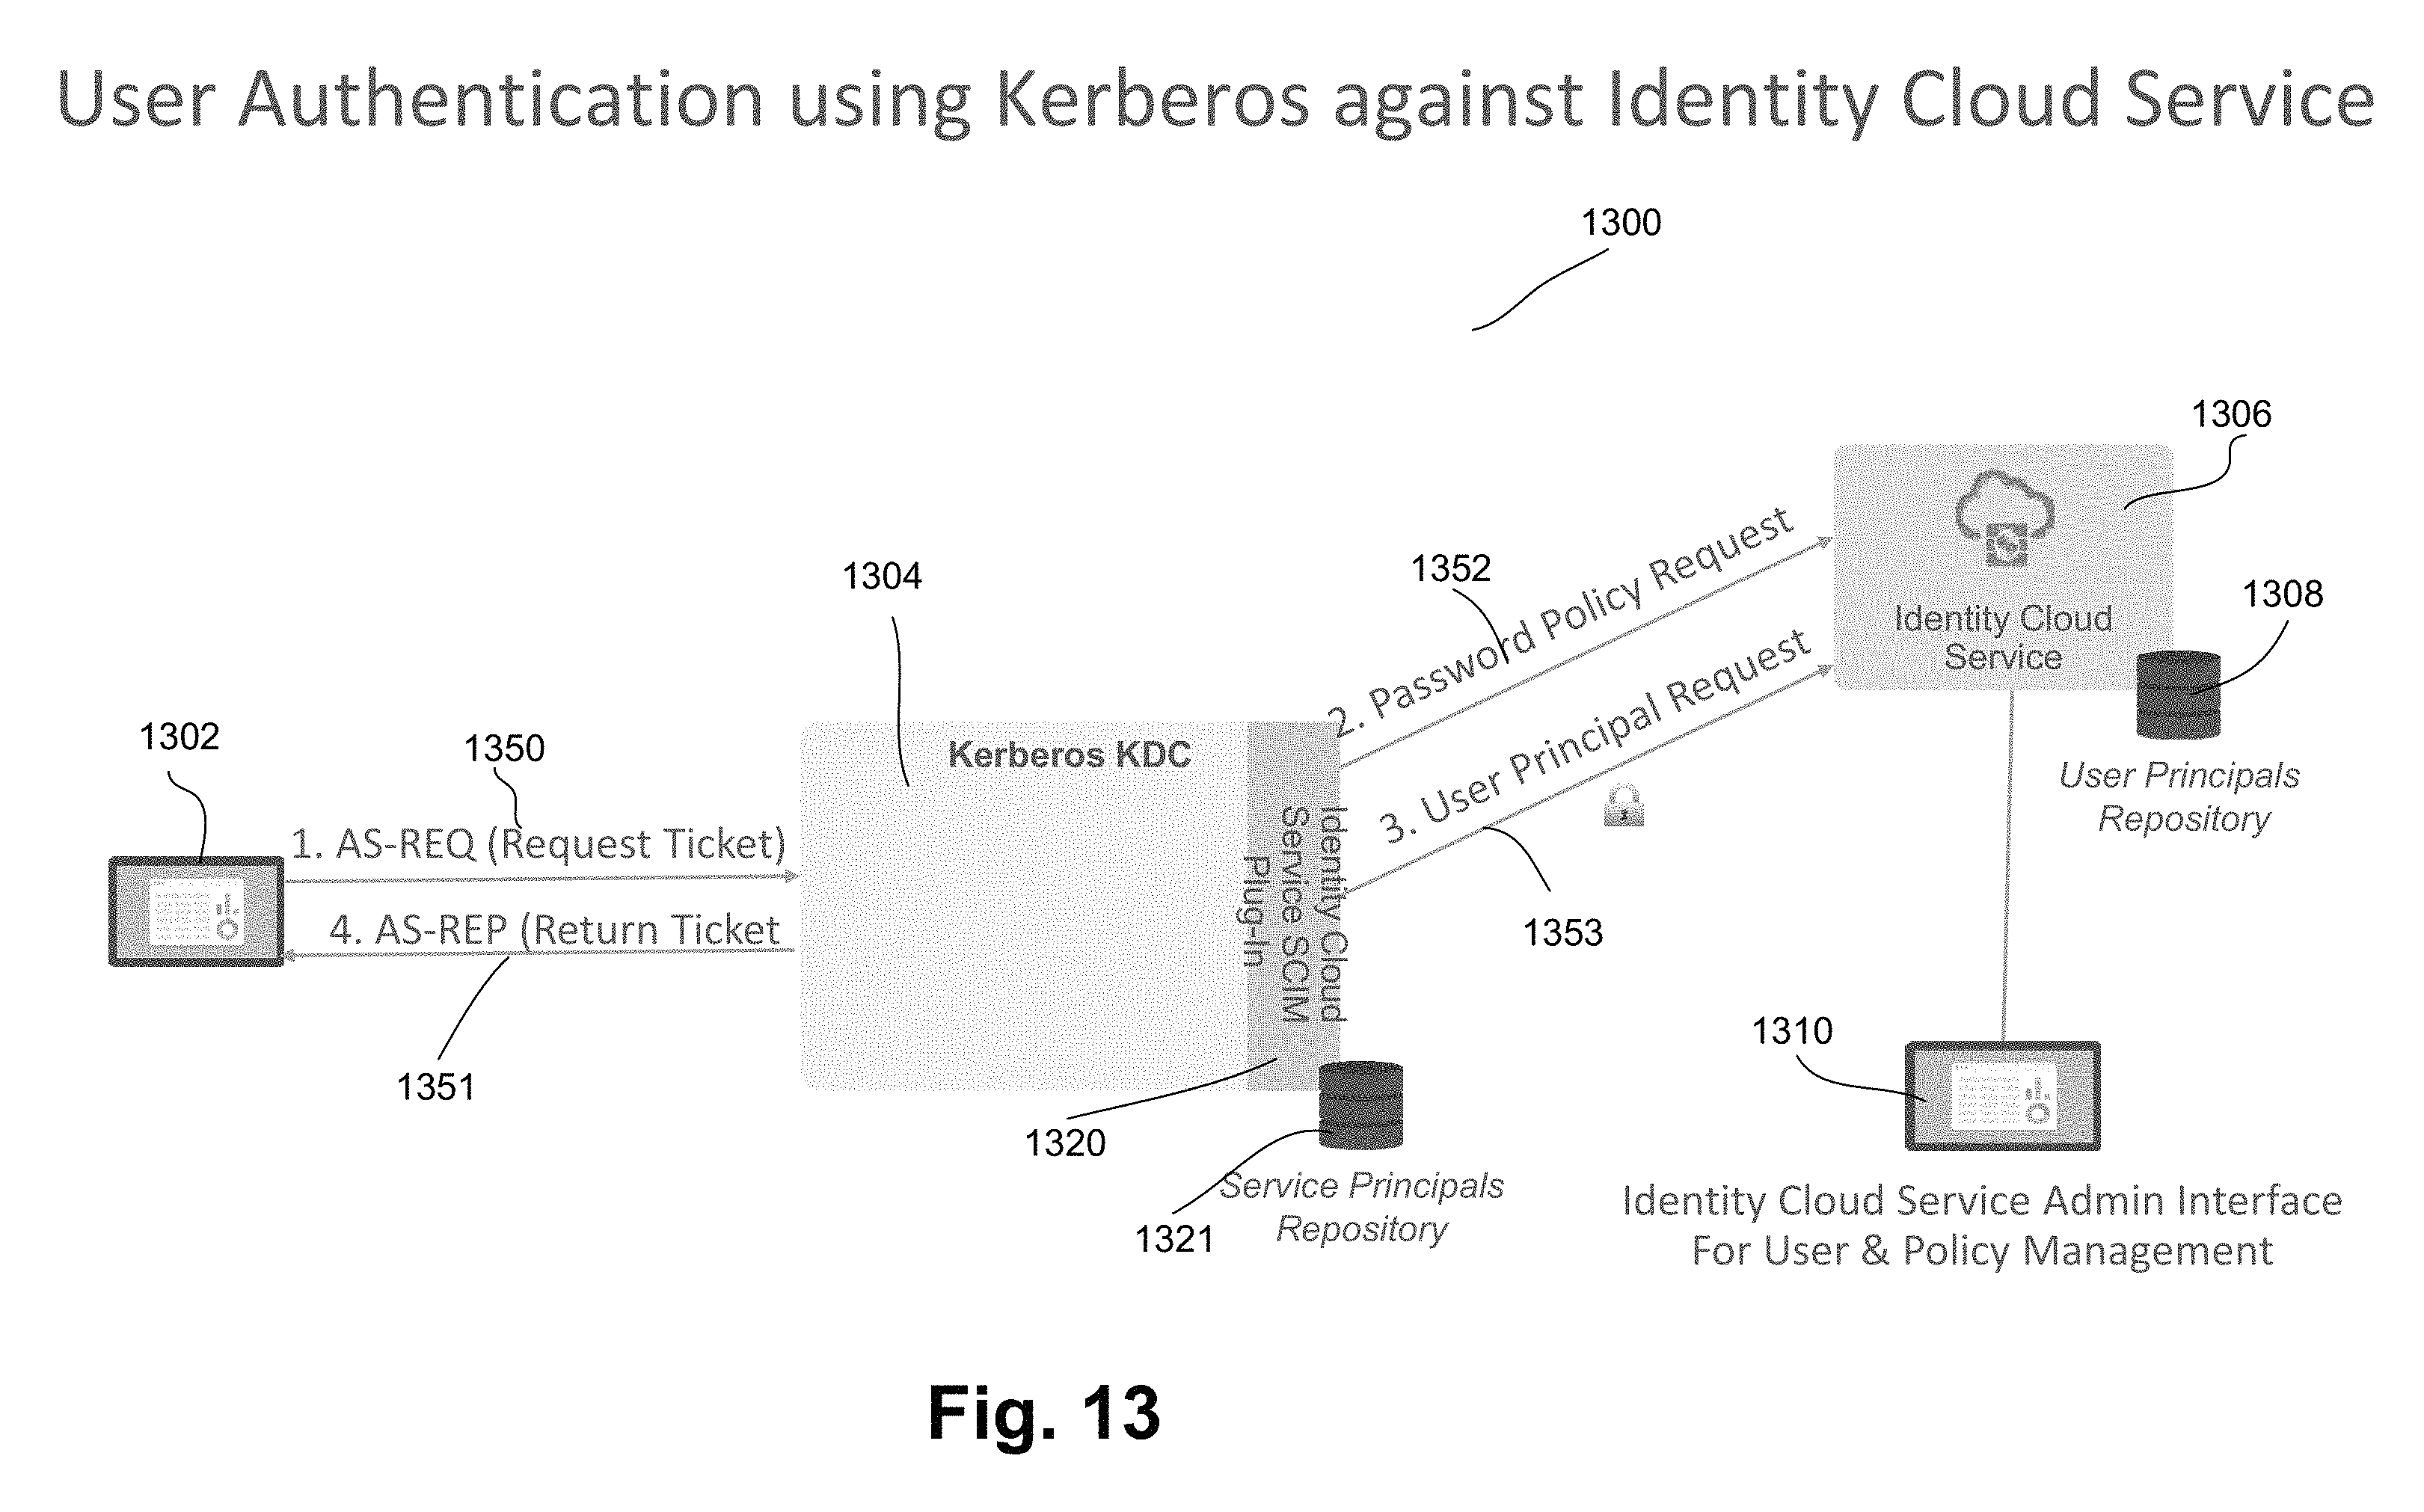 User Authentication using Kerberos against Identity Cloud Service
1300
1306
1304
1352
2. Password Policy Request
1308
Identity Cloud
Service
3. User Principal Request
1302
1350
Kerberos KDC
User Principals
Repository
1. AS-REQ (Request Ticket)
4. AS-REP (Return Ticket
Identity Cloud
Service SCIM
Plug-In
1353
1351
1310
1320
Service Principals
Repository
1321
Identity Cloud Service Admin Interface
For User & Policy Management
Fig. 13